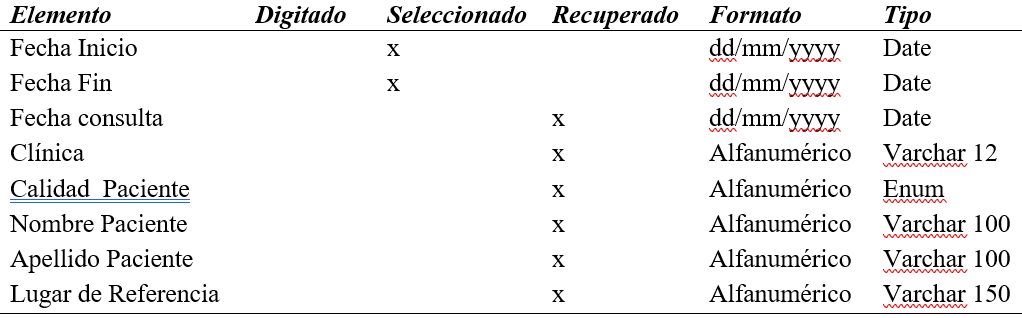 Elemento Digitado Seleccionado Recuperado Formato Tipo
Fecha Inicio x dd/mm/yyyy Date
Fecha Fin x dd/mm/yyyy Date
Fecha consulta x dd/mm/yyyy Date
Clínica x Alfanumérico Varchar 12
Calidad  Paciente x Alfanumérico Enum
Nombre Paciente x Alfanumérico Varchar 100
Apellido Paciente x Alfanumérico Varchar 100
Lugar de Referencia x Alfanumérico Varchar 150